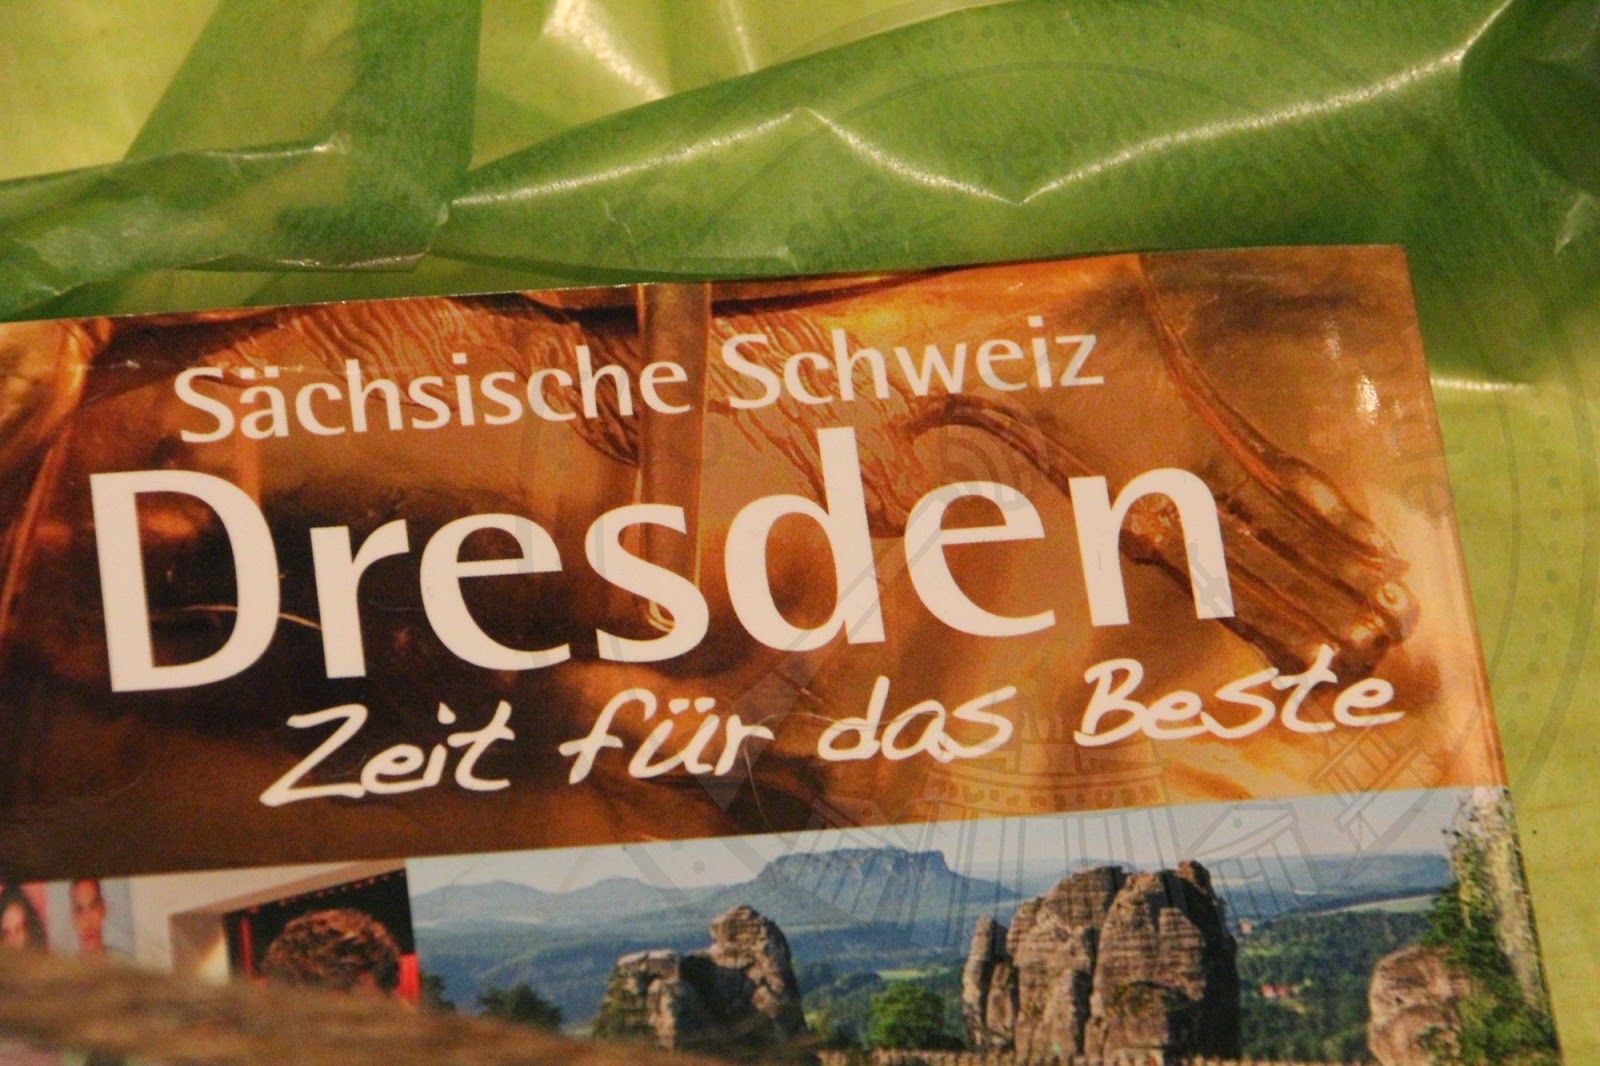 Sächsische Schweiz
Dresden
Zeit für das Beste